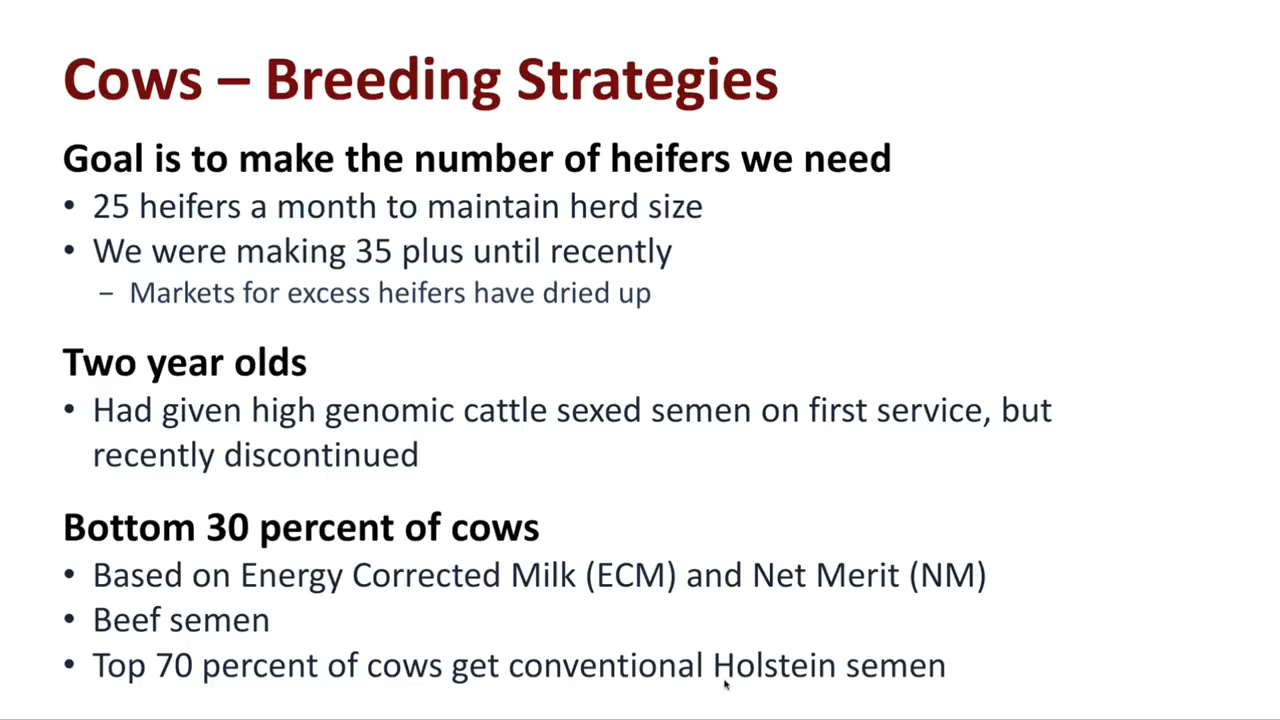 Cows – Breeding Strategies
Goal is to make the number of heifers we need
• 25 heifers a month to maintain herd size
• We were making 35 plus until recently
– Markets for excess heifers have dried up
Two year olds
• Had given high genomic cattle sexed semen on first service, but
recently discontinued
Bottom 30 percent of cows
• Based on Energy Corrected Milk (ECM) and Net Merit (NM)
• Beef semen
• Top 70 percent of cows get conventional Holstein semen